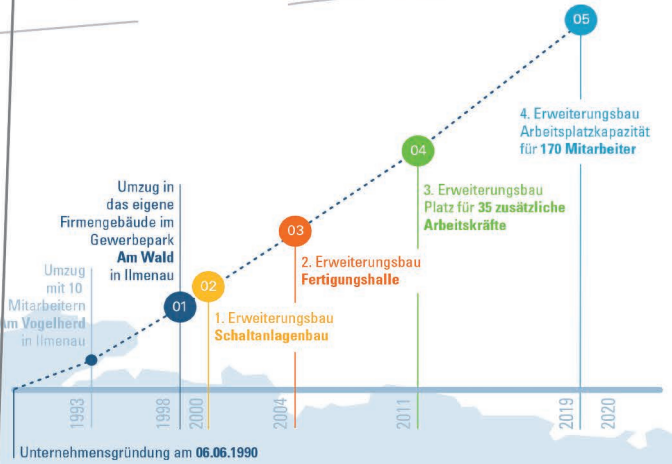 05
4. Erweiterungsbau
Arbeitsplatzkapazität
für 170 Mitarbeiter
04
3. Erweiterungsbau
Platz für 35 zusätzliche
Arbeitskräfte
03
2. Erweiterungsbau
Fertigungshalle
02
1. Erweiterungsbau
Schaltanlagenbau
01
Umzug in
das eigene
Firmengebäude im
Gewerbepark
Am Wald
in Ilmenau
Umzug
mit 10
Mitarbeitern
Am Vogelherd
in Ilmenau
1993
1998
2000
2004
2011
2019
2020
Unternehmensgründung am 06.06.1990